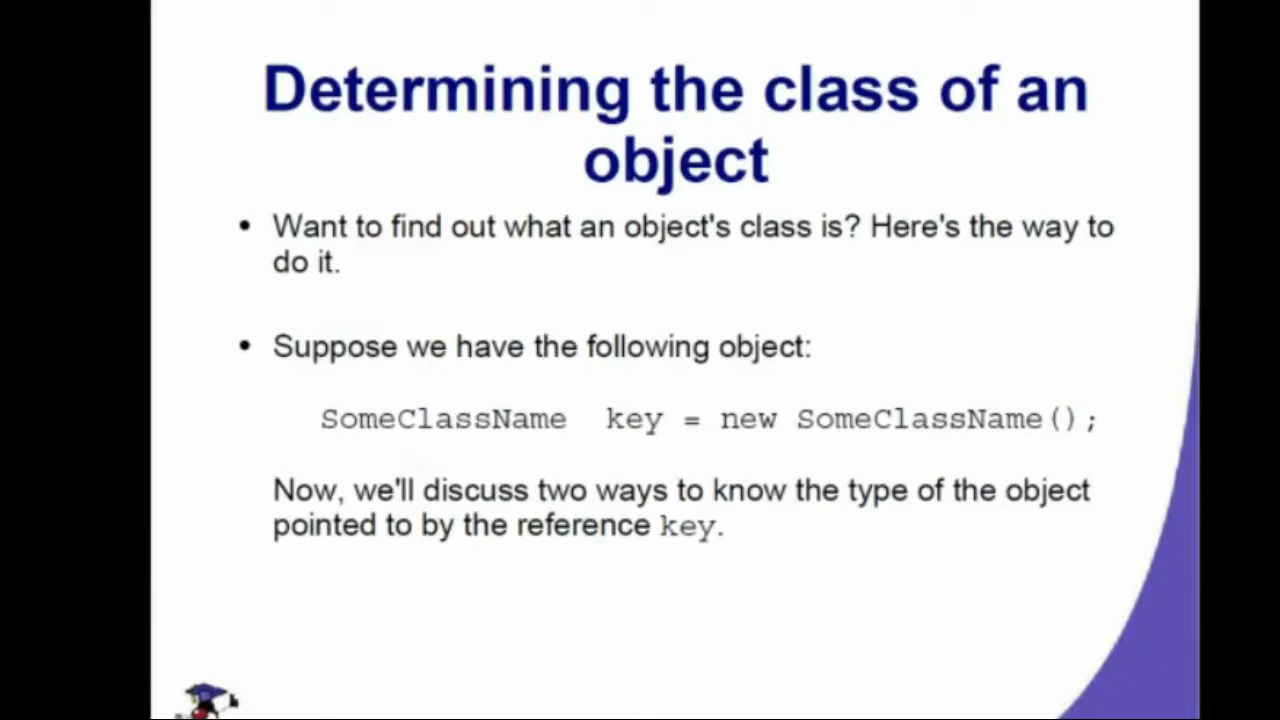 Determining the class of an
object
• Want to find out what an object's class is? Here's the way to
do it.
• Suppose we have the following object:
SomeClassName key = new SomeClassName();
Now, we'll discuss two ways to know the type of the object
pointed to by the reference key.